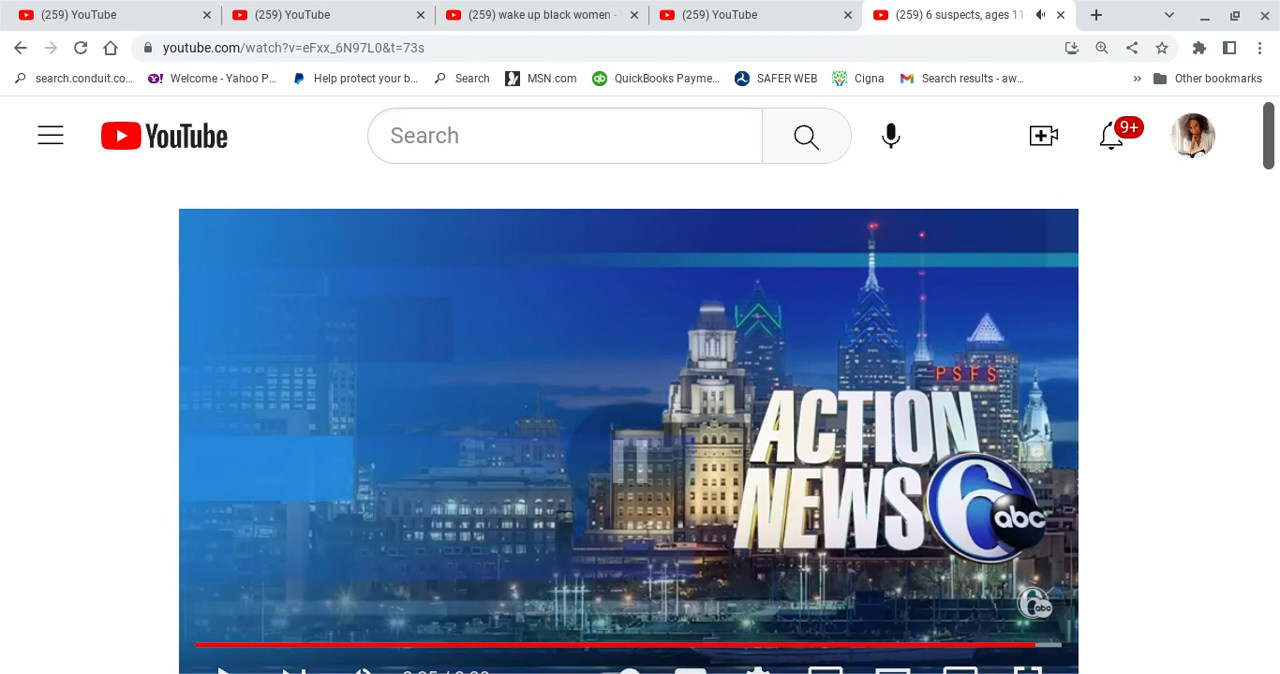 (259) YouTube
(259) YouTube
(259) wake up black women -
(259) YouTube
(259) 6 suspects, ages 11-
youtube.com/watch?v=eFxx_6N97L0&t=73s
search.conduit.co...
Welcome - Yahoo P...
Help protect your b...
Search
MSN.com
QuickBooks Payme...
SAFER WEB
Cigna
Search results - aw...
»
Other bookmarks
YouTube
Search
9+
PSFS
ACTION
NEWS 6
abc
6abc